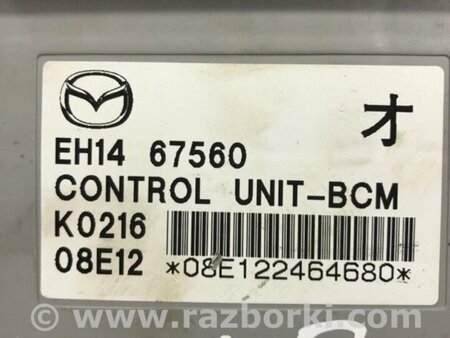 オ
EH14 67560
CONTROL UNIT-BCM
K0216
08E12
*08E122464680*
© www.razborki.com